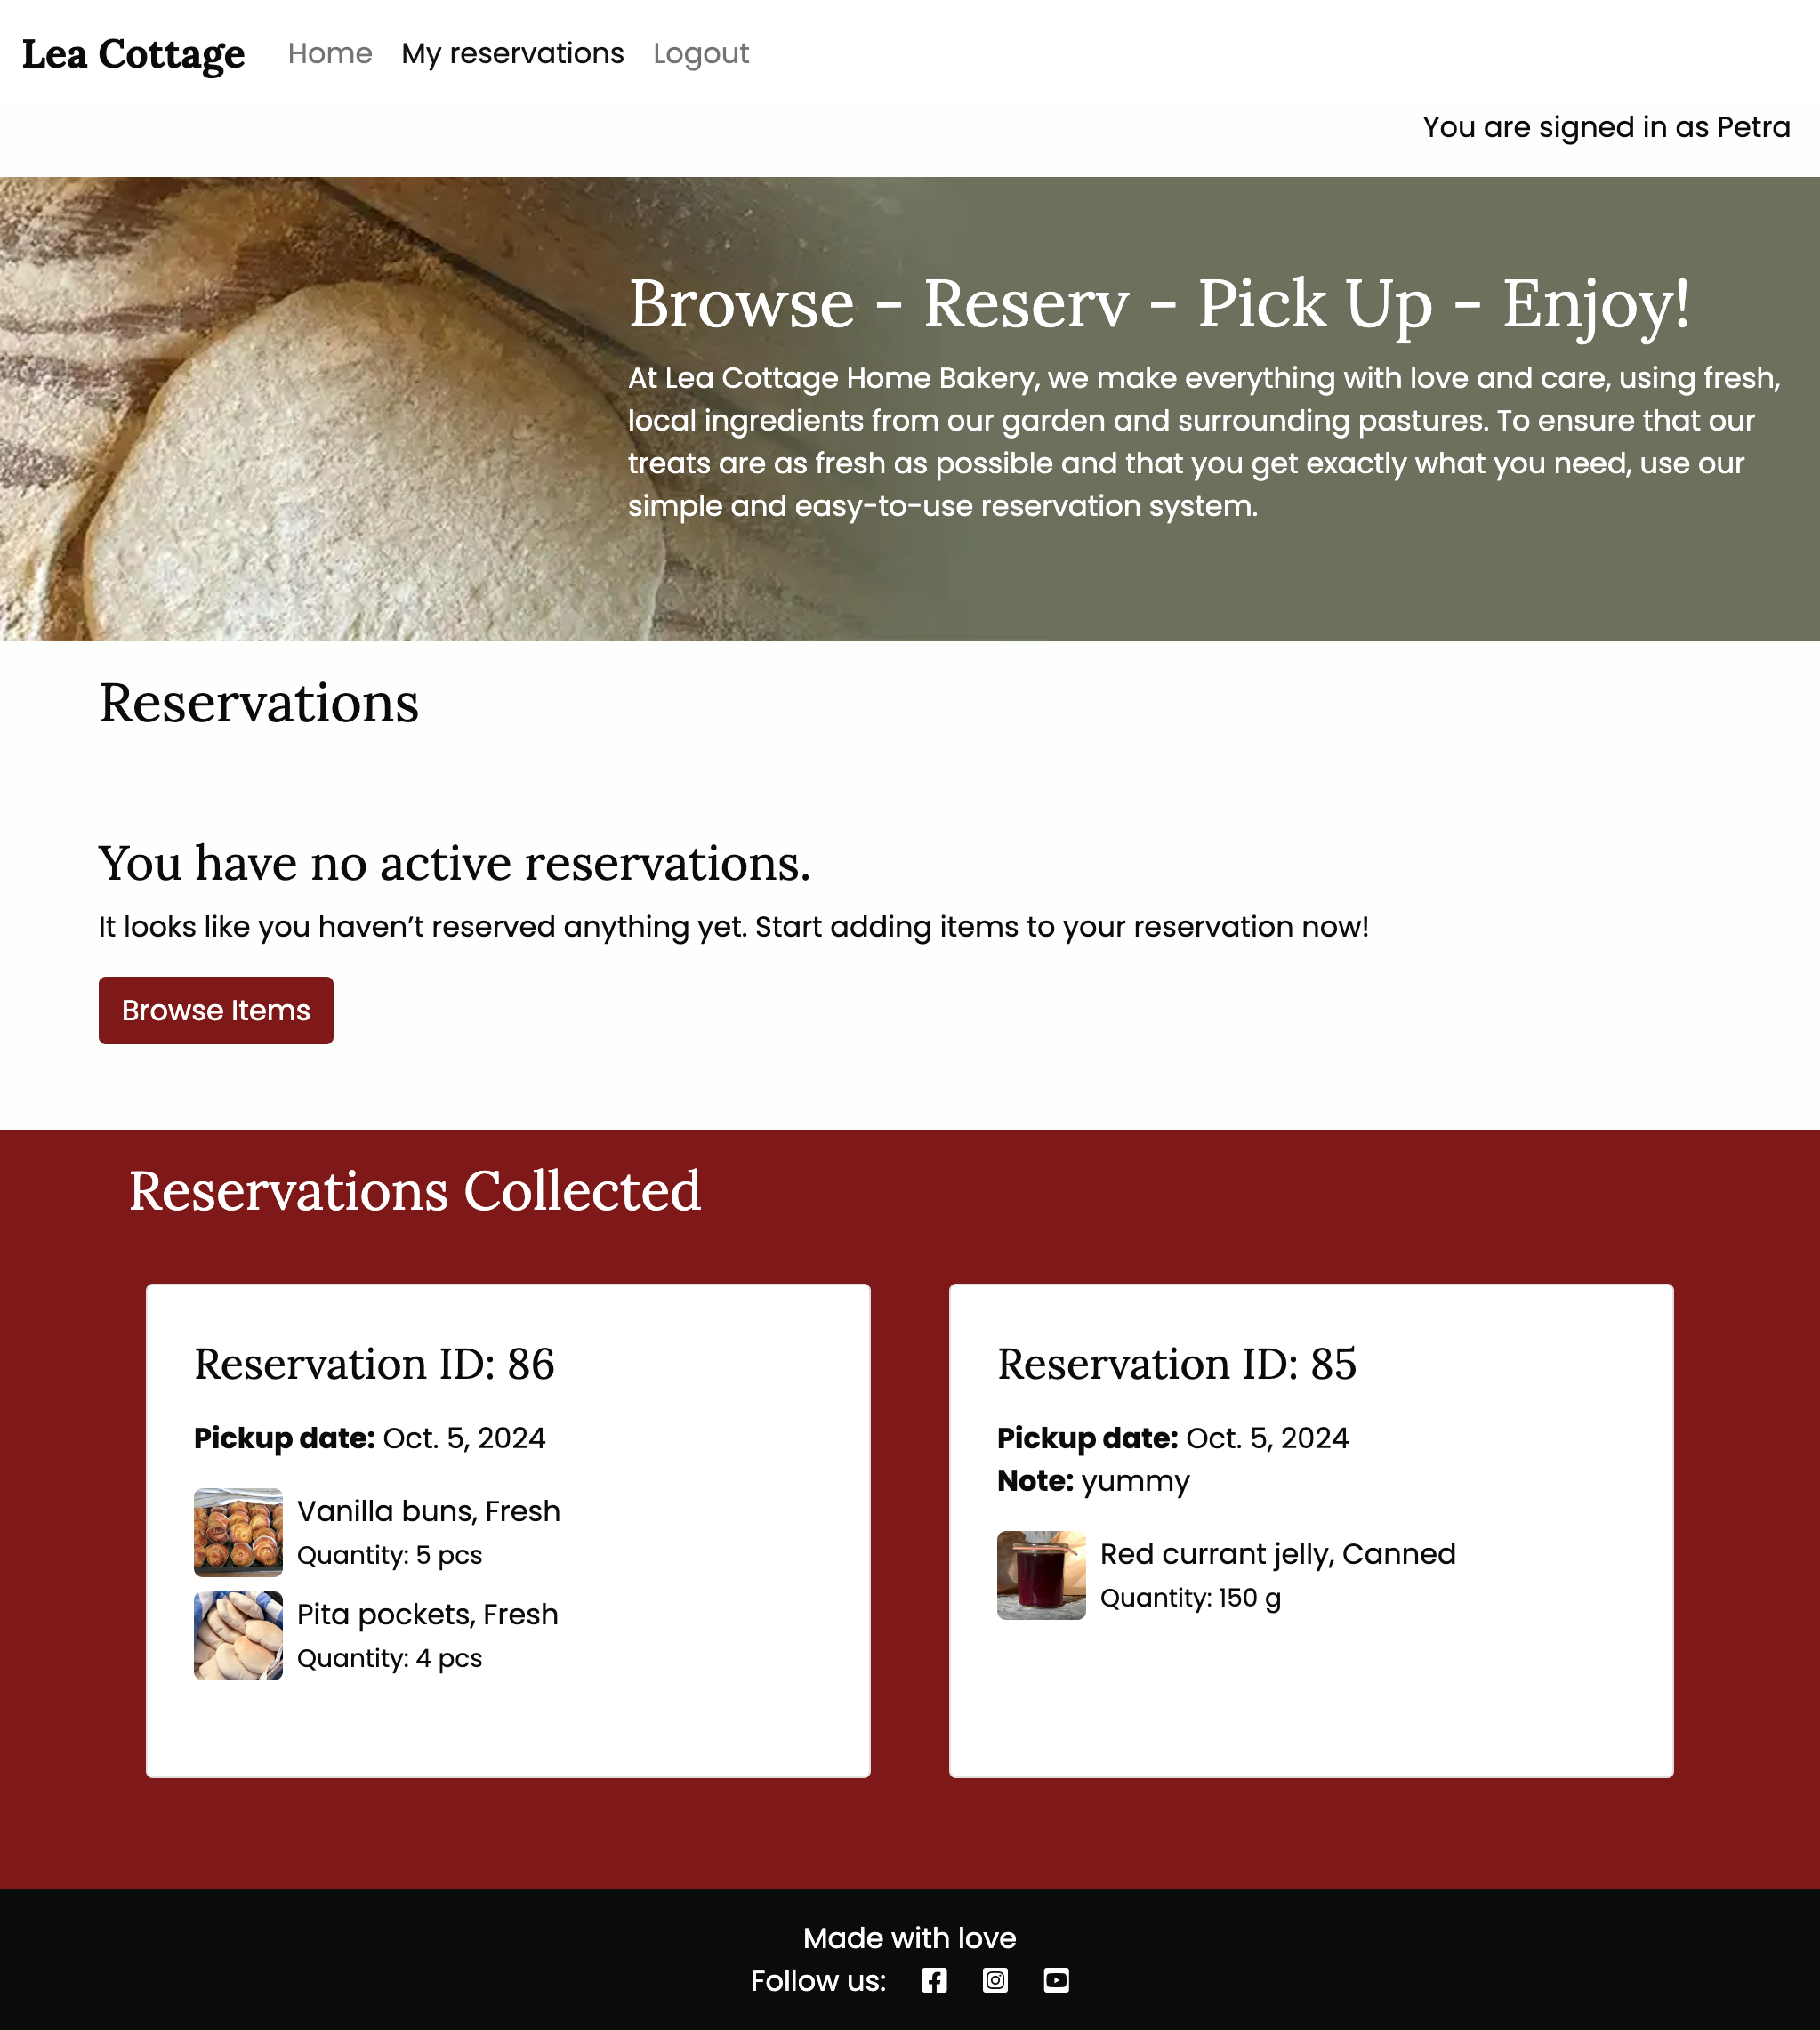 Lea Cottage Home My reservations Logout
You are signed in as Petra
Browse - Reserv - Pick Up - Enjoy!
At Lea Cottage Home Bakery, we make everything with love and care, using fresh,
local ingredients from our garden and surrounding pastures. To ensure that our
treats are as fresh as possible and that you get exactly what you need, use our
simple and easy-to-use reservation system.
Reservations
You have no active reservations.
It looks like you haven’t reserved anything yet. Start adding items to your reservation now!
Browse Items
Reservations Collected
Reservation ID: 86
Pickup date: Oct. 5, 2024
Vanilla buns, Fresh
Quantity: 5 pcs
Pita pockets, Fresh
Quantity: 4 pcs
Reservation ID: 85
Pickup date: Oct. 5, 2024
Note: yummy
Red currant jelly, Canned
Quantity: 150 g
Made with love
Follow us: